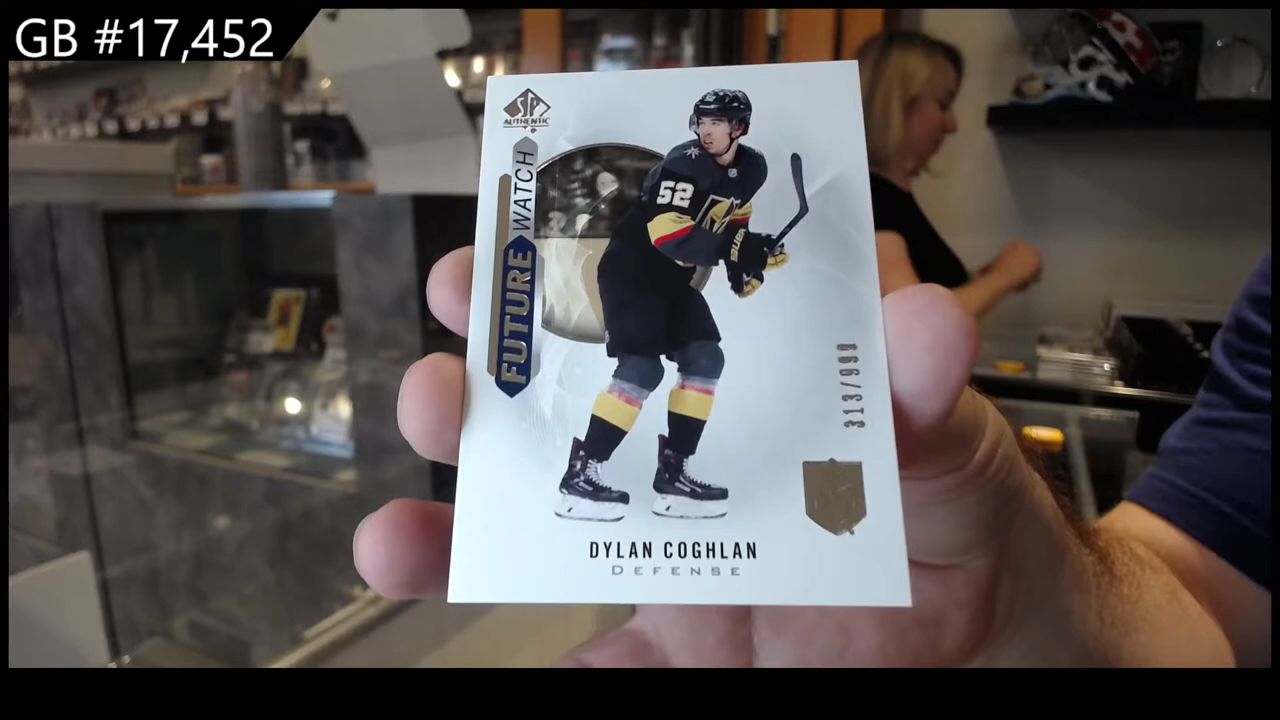 GB #17,452
SP
AUTHENTIC
FUTURE WATCH
52
313/999
DYLAN COGHLAN
DEFENSE